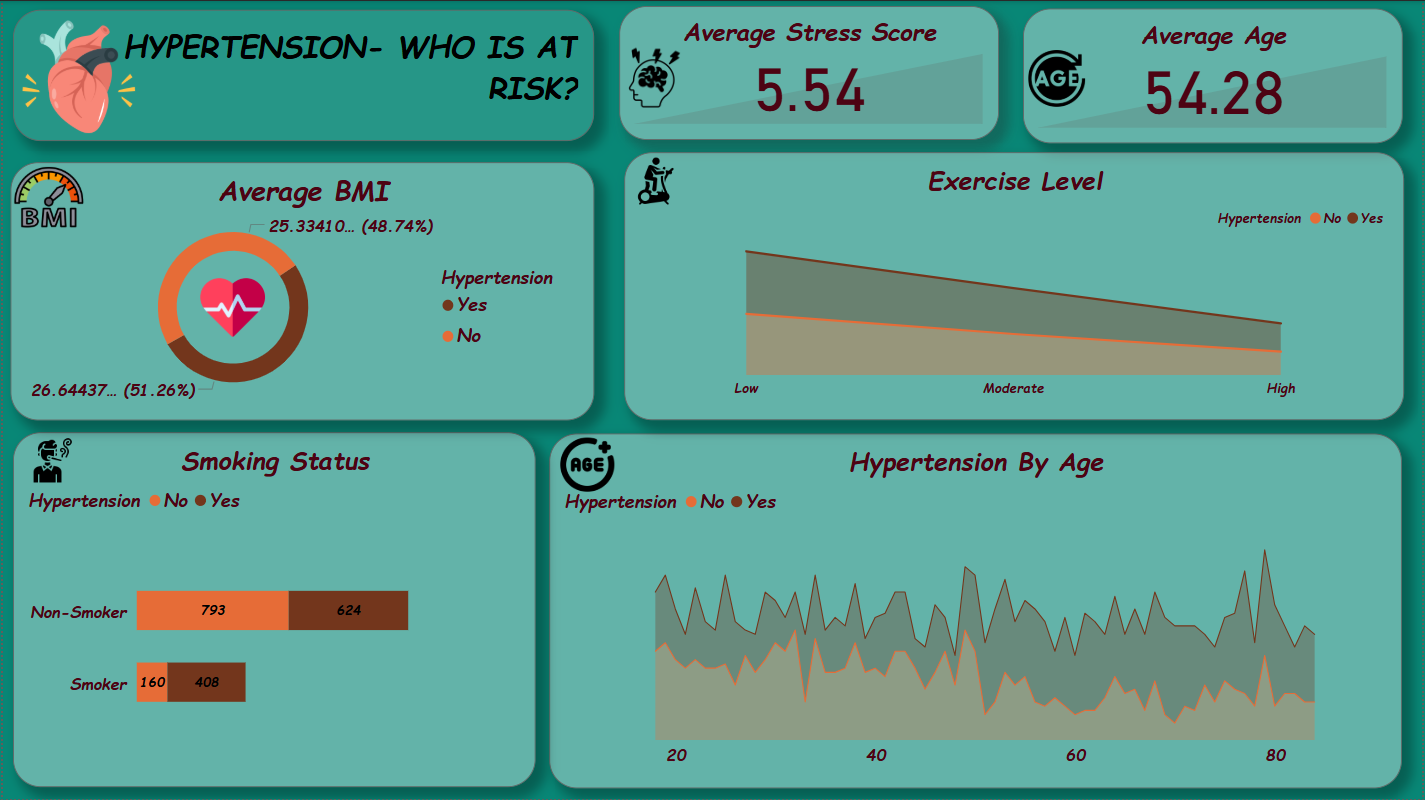 HYPERTENSION- WHO IS AT
RISK?
Average Stress Score
5.54
Average Age
AGE
54.28
BMI
Average BMI
25.33410... (48.74%)
26.64437... (51.26%)
Hypertension
Yes
No
Exercise Level
Hypertension No Yes
Low Moderate High
Smoking Status
Hypertension No Yes
Non-Smoker 793 624
Smoker 160 408
AGE+
Hypertension By Age
Hypertension No Yes
20 40 60 80